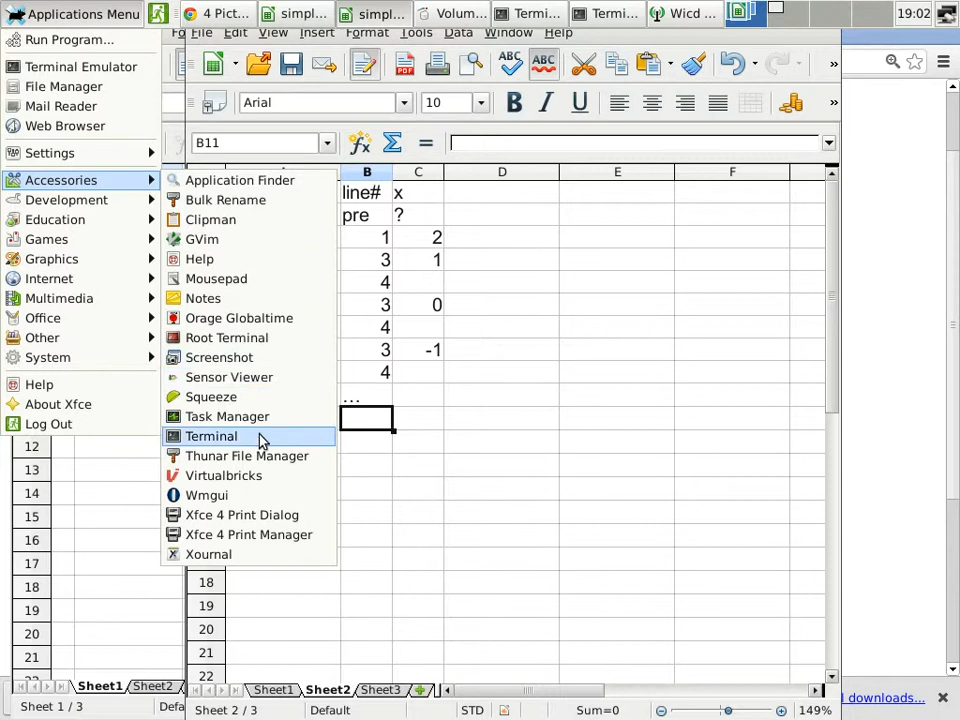 Applications Menu
4 Pict...
simpl...
simpl...
Volum...
Termi...
Termi...
Wicd ...
19:02
Run Program...
Terminal Emulator
File Manager
Mail Reader
Web Browser
Settings
Accessories
Development
Education
Games
Graphics
Internet
Multimedia
Office
Other
System
Help
About Xfce
Log Out
Application Finder
Bulk Rename
Clipman
GVim
Help
Mousepad
Notes
Orage Globaltime
Root Terminal
Screenshot
Sensor Viewer
Squeeze
Task Manager
Terminal
Thunar File Manager
Virtualbricks
Wmgui
Xfce 4 Print Dialog
Xfce 4 Print Manager
Xournal
File Edit View Insert Format Tools Data Window Help
ABC ABC
Arial 10 B I U
B11 Σ =
B C D E F
line# x
pre ?
1 2
3 1
4
3 0
4
3 -1
4
...
12
13
14
15
16
17
18
19
20
21
18
19
20
21
22
Sheet1 Sheet2
Sheet1 Sheet2 Sheet3
Sheet 1 / 3
Sheet 2 / 3 Default STD Sum=0 149%
downloads...